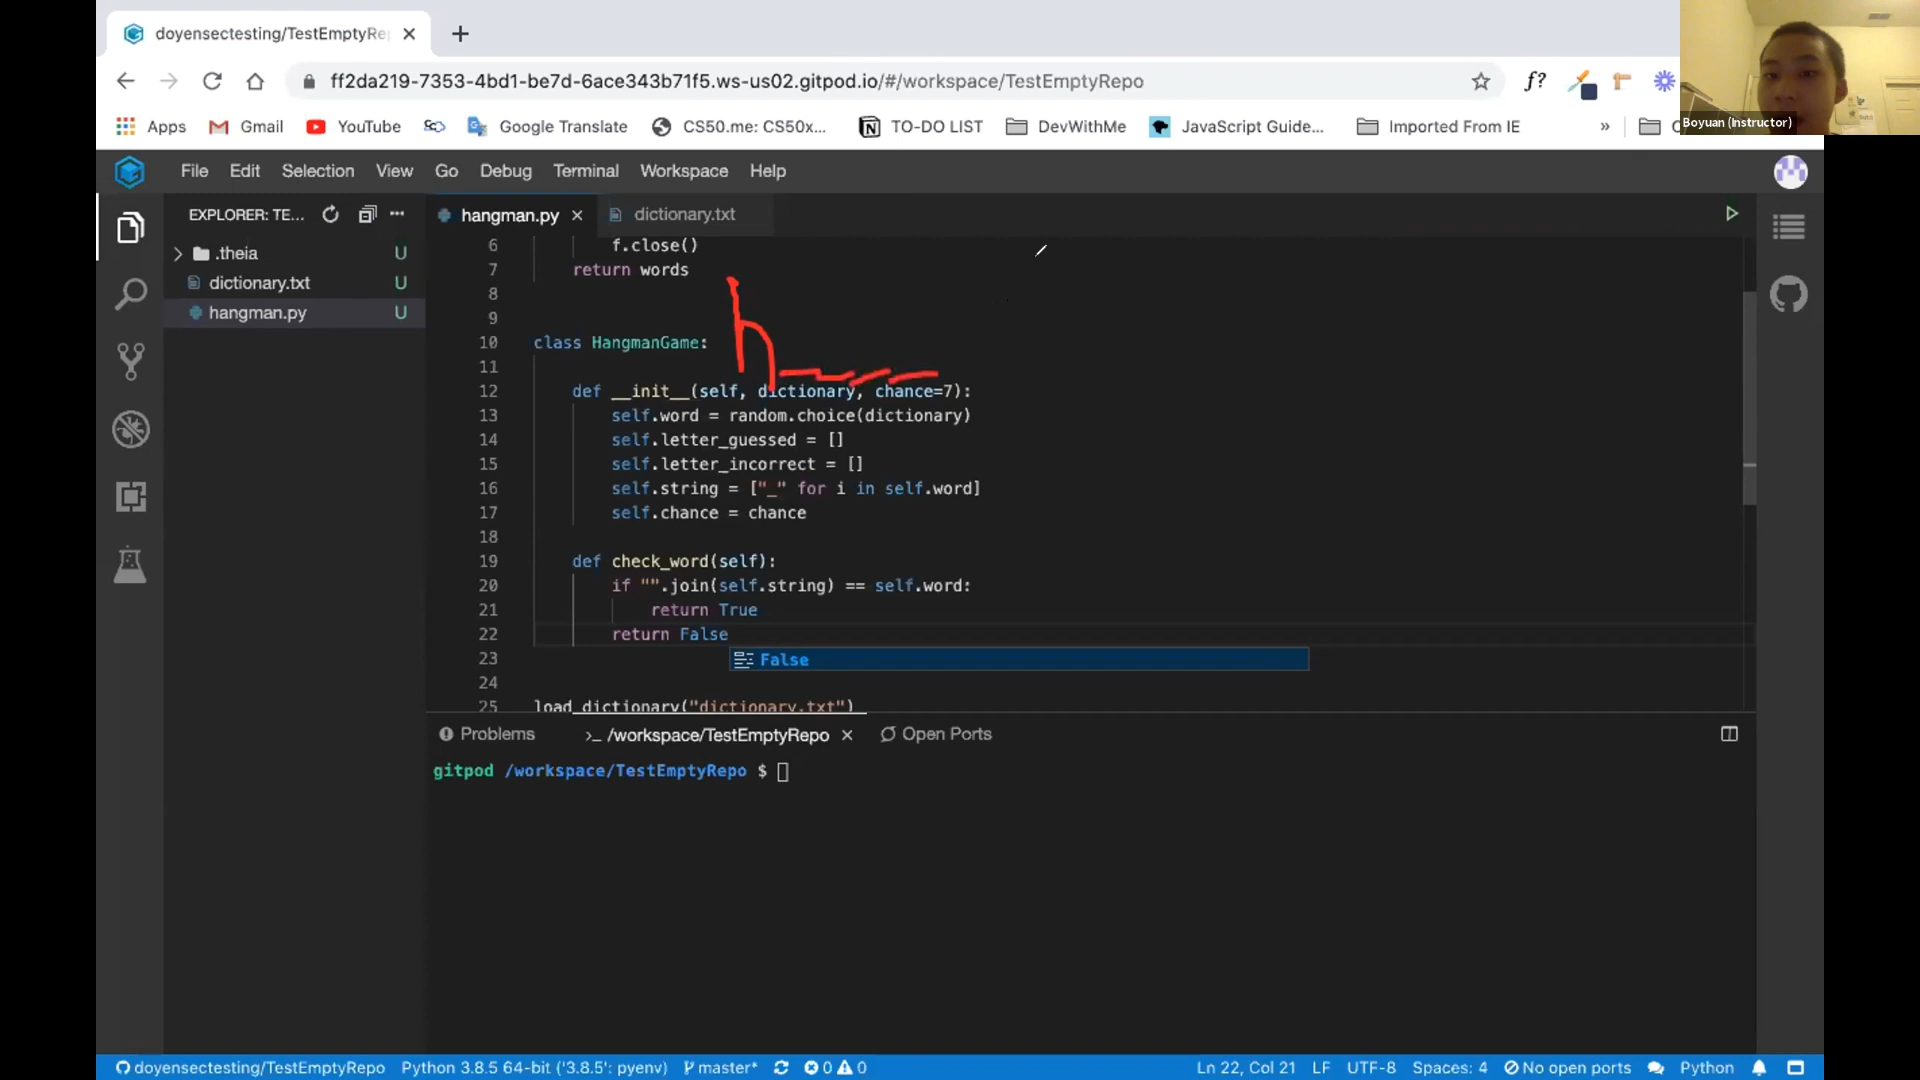 doyensectesting/TestEmptyRe
ff2da219-7353-4bd1-be7d-6ace343b71f5.ws-us02.gitpod.io/#/workspace/TestEmptyRepo
f?
Boyuan (Instructor)
Apps Gmail YouTube Google Translate CS50.me: CS50x... TO-DO LIST DevWithMe JavaScript Guide... Imported From IE »
File Edit Selection View Go Debug Terminal Workspace Help
EXPLORER: TE...
hangman.py
dictionary.txt
.theia U
dictionary.txt U
hangman.py U
6 f.close()
7 return words
8
9
10 class HangmanGame:
11
12 def __init__(self, dictionary, chance=7):
13 self.word = random.choice(dictionary)
14 self.letter_guessed = []
15 self.letter_incorrect = []
16 self.string = ["_" for i in self.word]
17 self.chance = chance
18
19 def check_word(self):
20 if "".join(self.string) == self.word:
21 return True
22 return False
23 False
24
25 load_dictionary("dictionary.txt")
h
Problems >_ /workspace/TestEmptyRepo Open Ports
gitpod /workspace/TestEmptyRepo $
doyensectesting/TestEmptyRepo Python 3.8.5 64-bit ('3.8.5': pyenv) master* 0 0 Ln 22, Col 21 LF UTF-8 Spaces: 4 No open ports Python